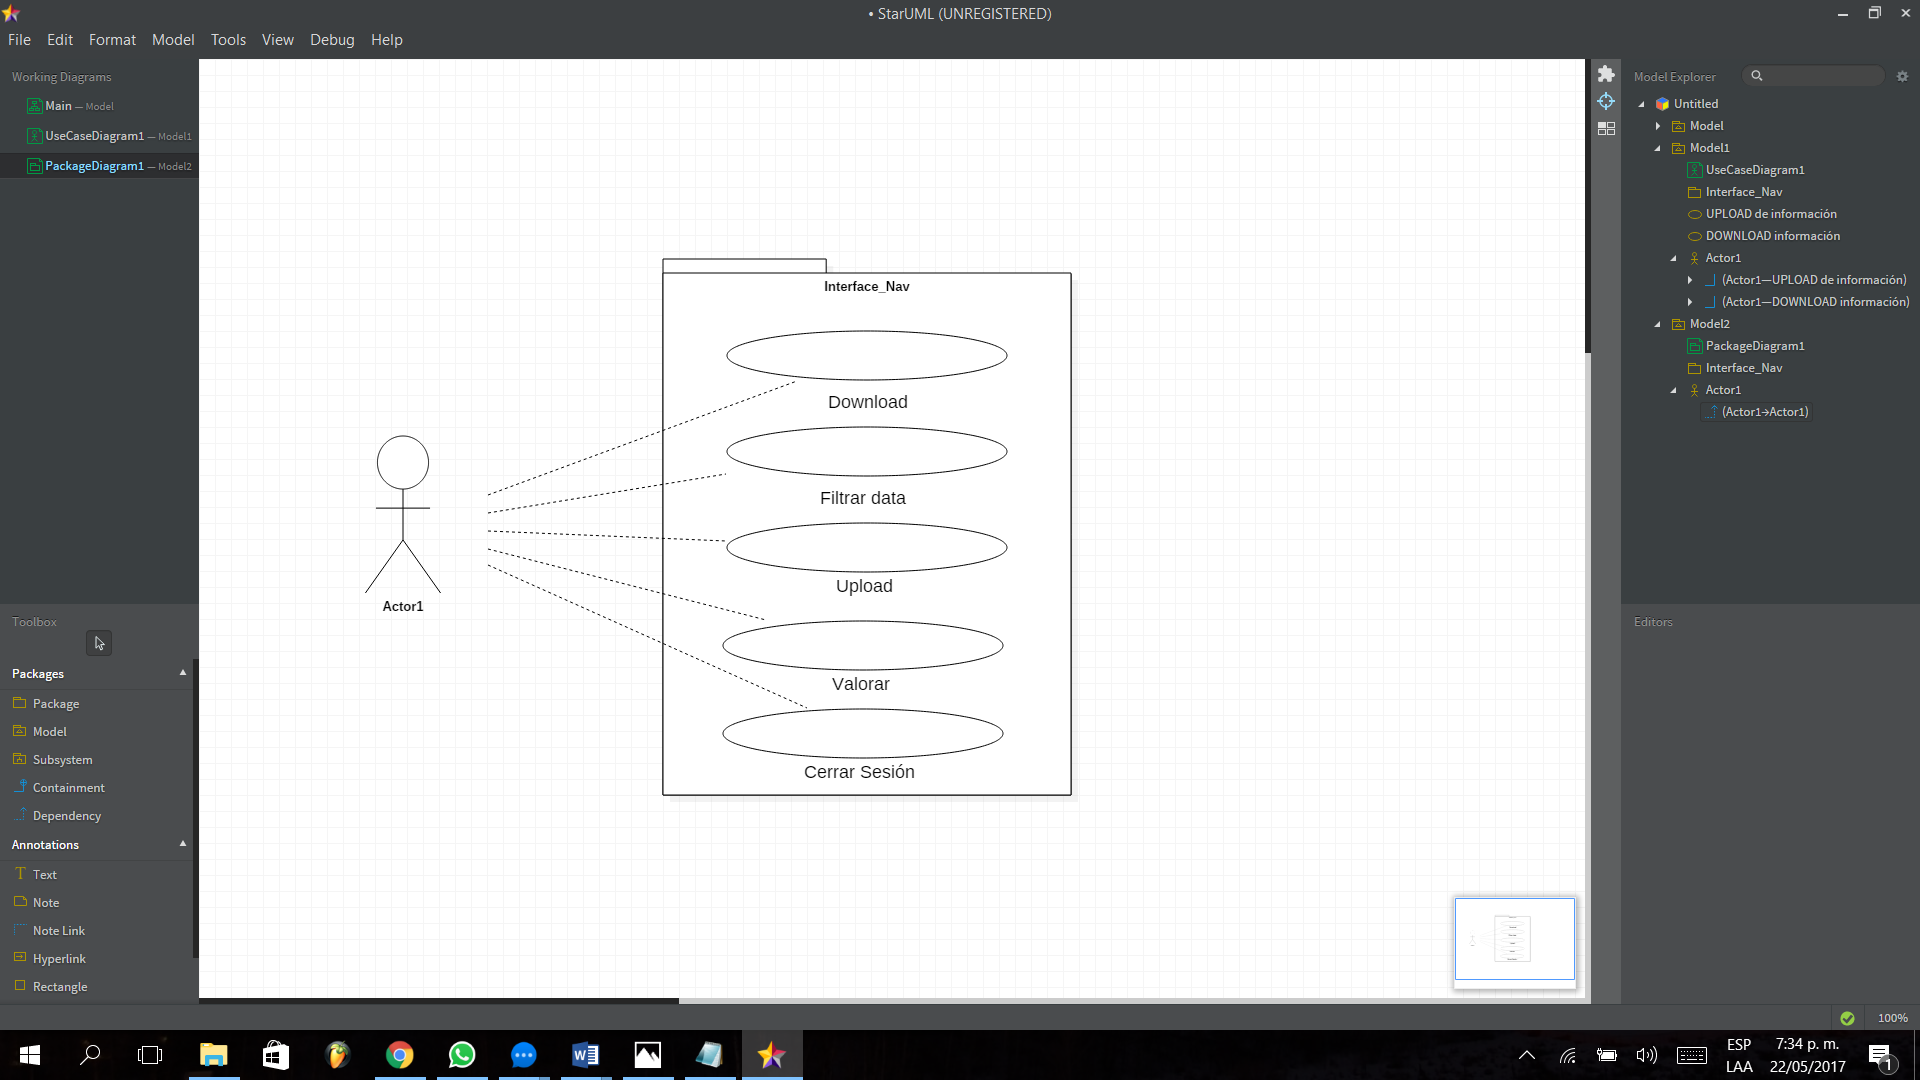 • StarUML (UNREGISTERED)
File Edit Format Model Tools View Debug Help
Working Diagrams
Main — Model
UseCaseDiagram1 — Model1
PackageDiagram1 — Model2
Toolbox
Packages
Package
Model
Subsystem
Containment
Dependency
Annotations
Text
Note
Note Link
Hyperlink
Rectangle
Interface_Nav
Download
Filtrar data
Upload
Valorar
Cerrar Sesión
Actor1
Model Explorer
Untitled
Model
Model1
UseCaseDiagram1
Interface_Nav
UPLOAD de información
DOWNLOAD información
Actor1
(Actor1—UPLOAD de información)
(Actor1—DOWNLOAD información)
Model2
PackageDiagram1
Interface_Nav
Actor1
(Actor1→Actor1)
Editors
100%
ESP
LAA
7:34 p. m.
22/05/2017
1